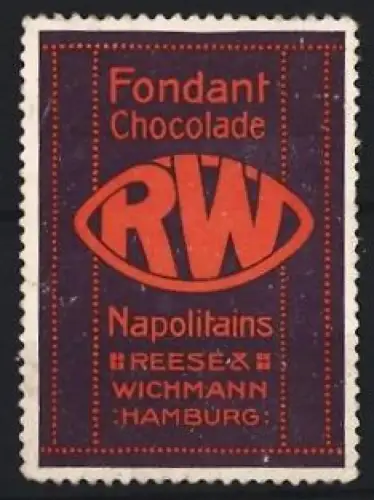 Fondant
Chocolade
RW
Napolitains
REESE &
WICHMANN
HAMBURG